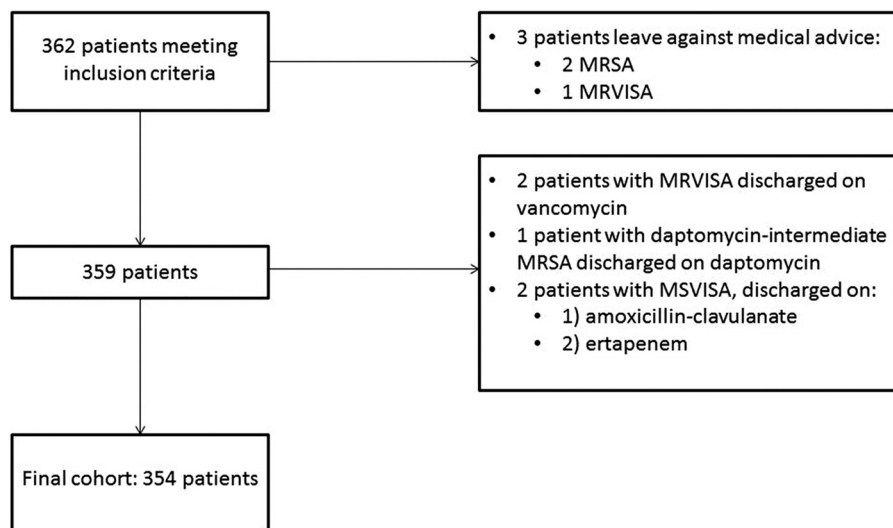 362 patients meeting
inclusion criteria
• 3 patients leave against medical advice:
• 2 MRSA
• 1 MRVISA
• 2 patients with MRVISA discharged on
vancomycin
• 1 patient with daptomycin-intermediate
MRSA discharged on daptomycin
• 2 patients with MSVISA, discharged on:
• 1) amoxicillin-clavulanate
• 2) ertapenem
359 patients
Final cohort: 354 patients